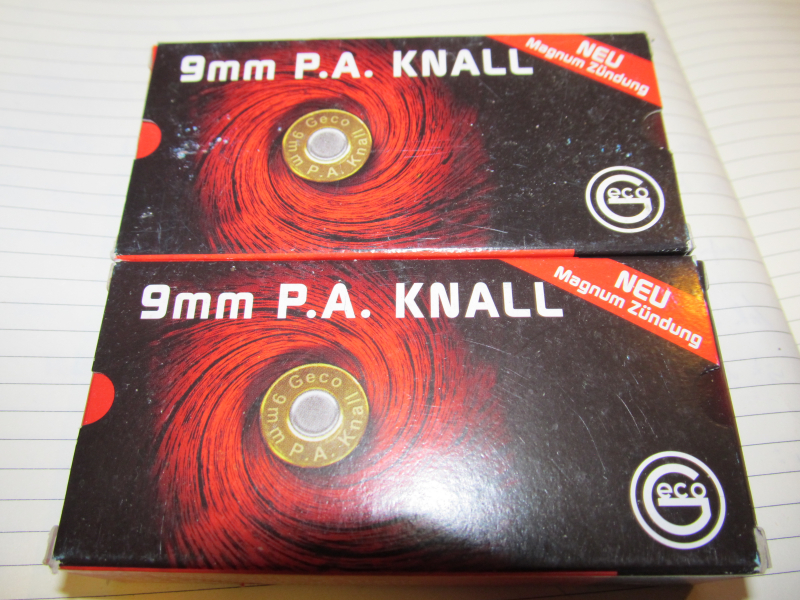 9mm P.A. KNALL
NEU
Magnum Zündung
Geco 9mm P.A. Knall
Geco
9mm P.A. KNALL
NEU
Magnum Zündung
Geco 9mm P.A. Knall
Geco